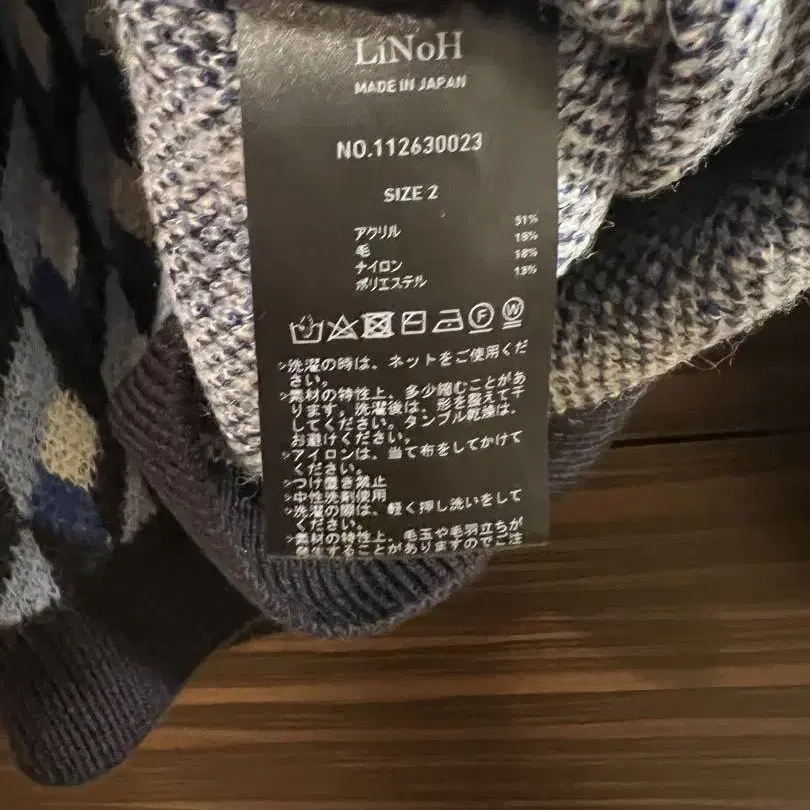 LiNoH
MADE IN JAPAN
NO.112630023
SIZE 2
アクリル 51%
毛 18%
ナイロン 18%
ポリエステル 13%
F W
>洗濯の時は、ネットをご使用くだ
さい。
>素材の特性上、多少縮むことがあ
ります。洗濯後は、形を整えて干
してください。タンブル乾燥は、
お避けください。
>アイロンは、当て布をしてかけて
ください。
>つけ置き禁止
>中性洗剤使用
>洗濯の際は、軽く押し洗いをして
ください。
>素材の特性上、毛玉や毛羽立ちが
発生することがありますのでご注